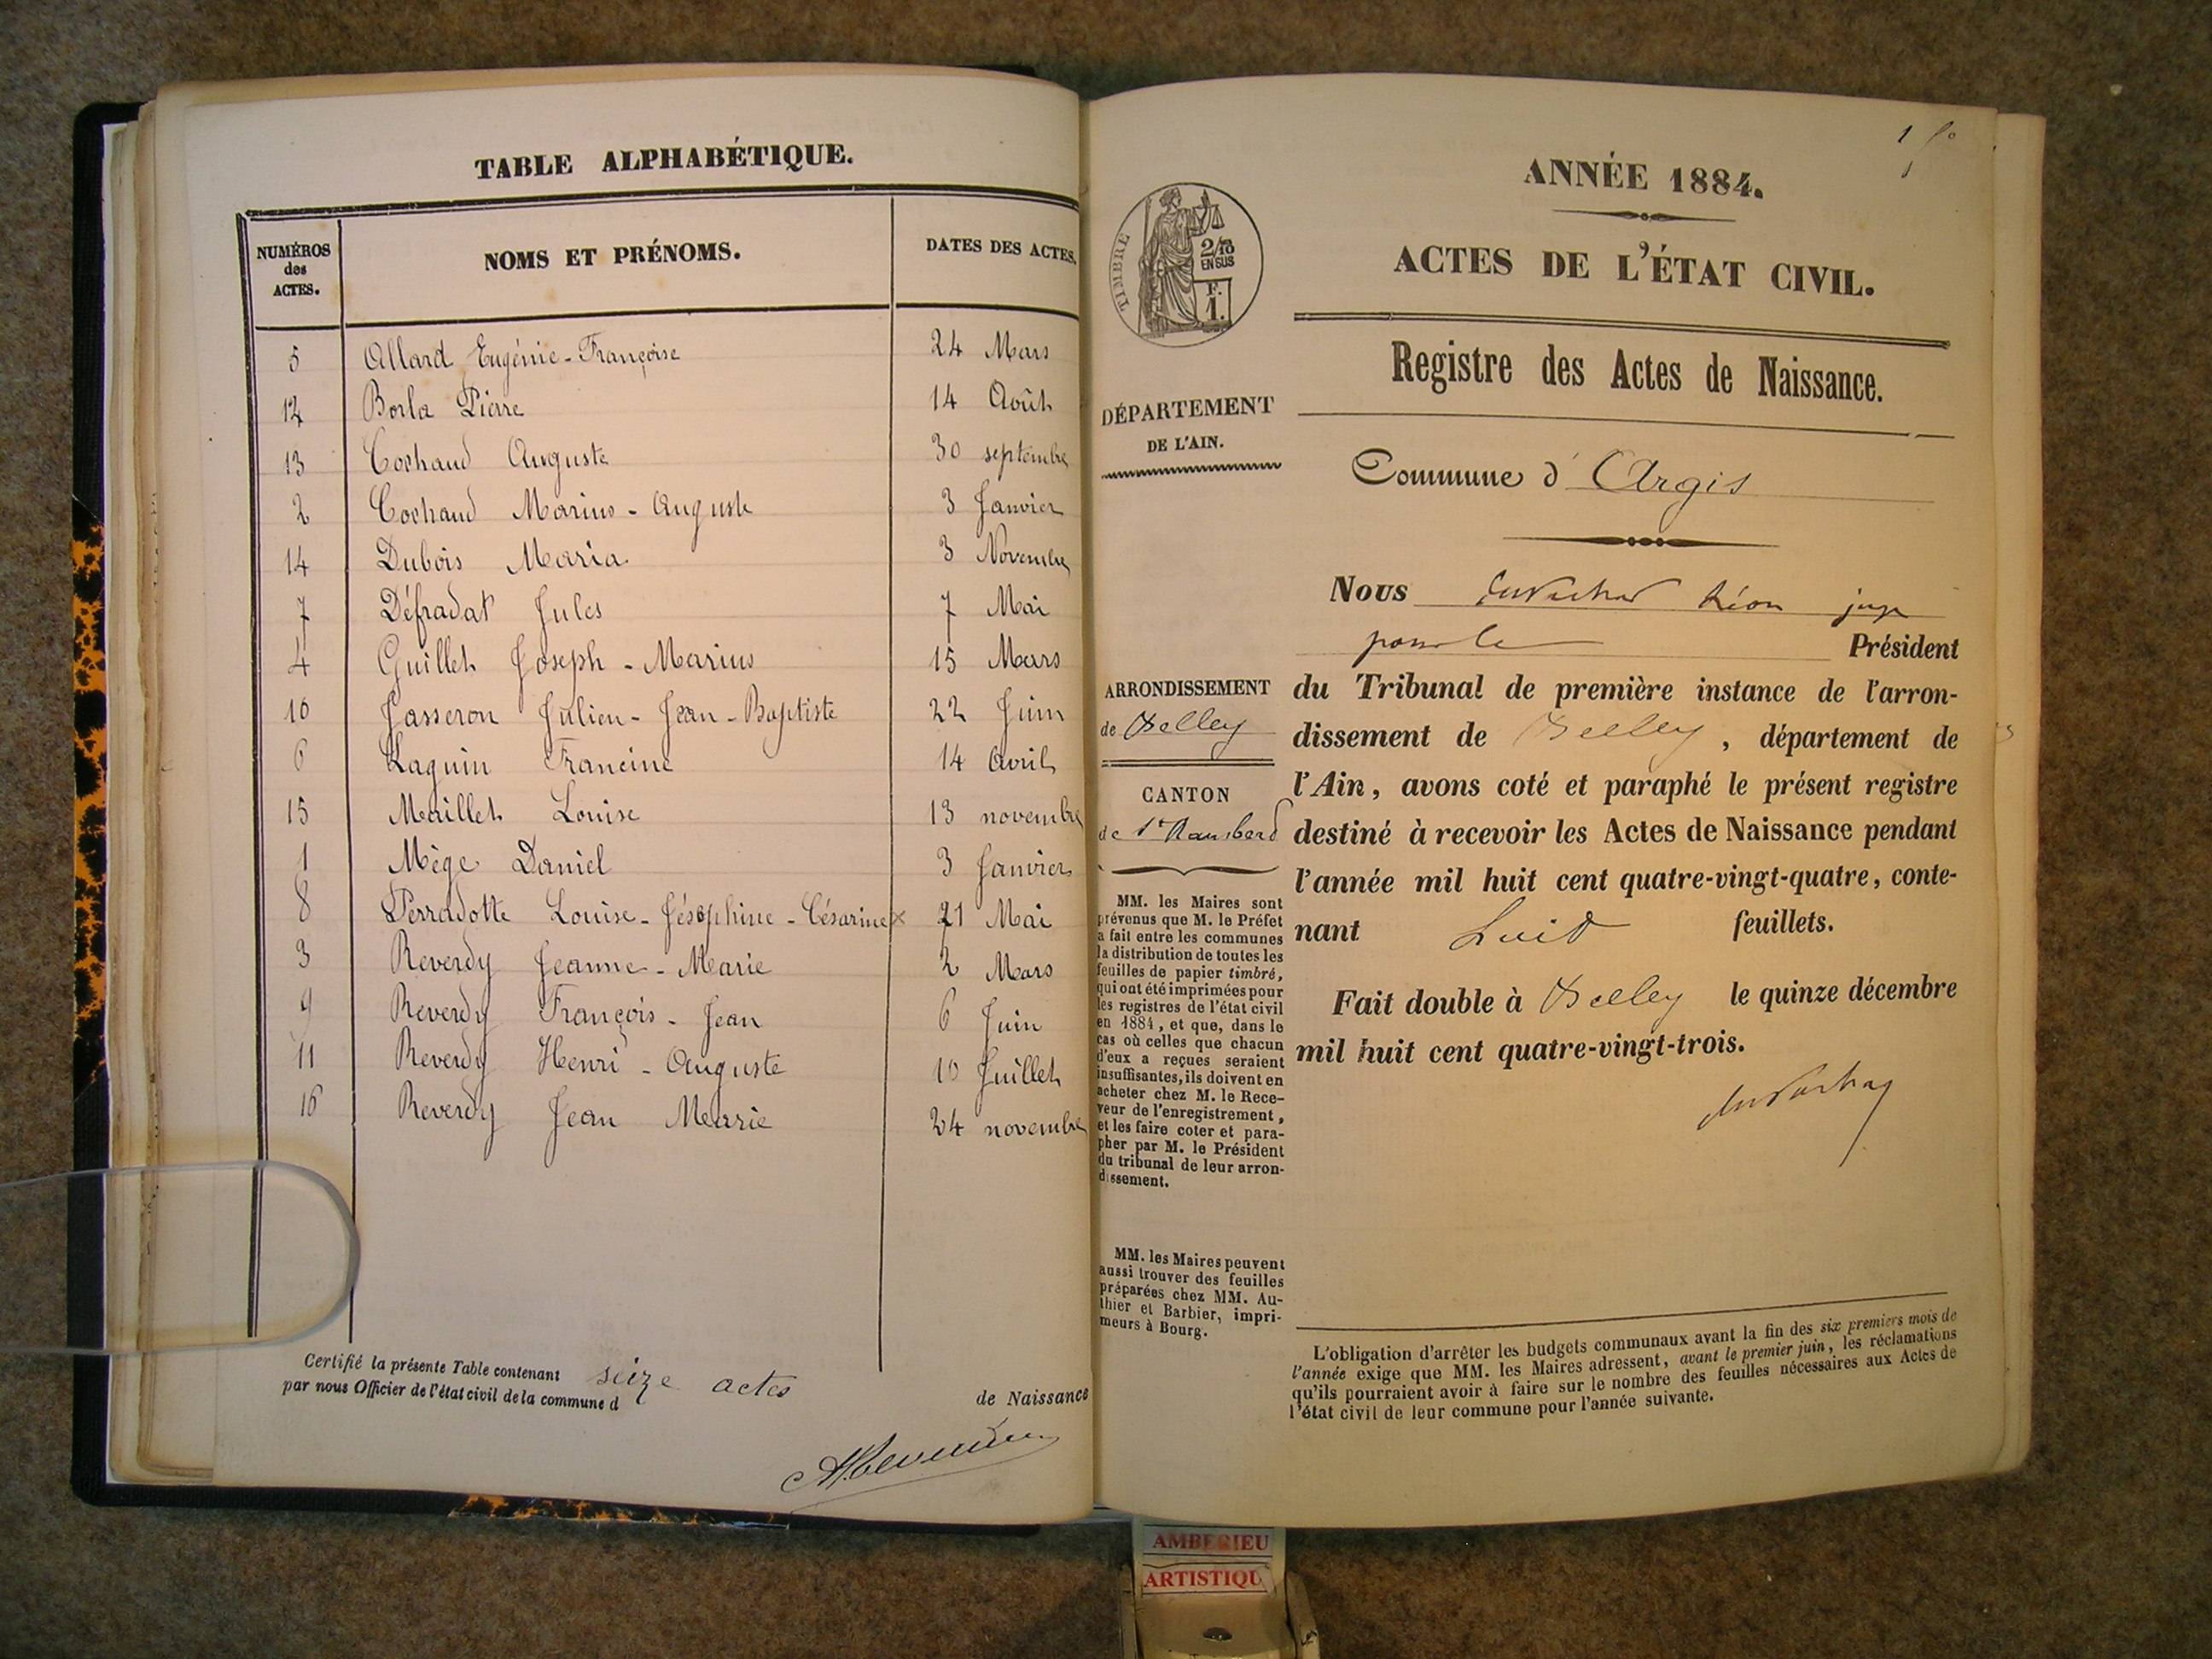 TABLE ALPHABÉTIQUE.
NUMÉROS des ACTES. NOMS ET PRÉNOMS. DATES DES ACTES.
5 Allard Eugénie-Françoise 24 Mars
12 Borla Pierre 14 Août
13 Cochaud Auguste 30 septembre
2 Cochaud Marius-Auguste 3 Janvier
14 Dubois Maria 3 Novembre
7 Défradat Jules 7 Mai
4 Guillet Joseph-Marius 15 Mars
10 Jasseron Julien-Jean-Baptiste 22 Juin
6 Laguin Francine 14 Avril
15 Maillet Louise 13 novembre
1 Mège Daniel 3 Janvier
8 Perradotte Louise-Jésophine-Césarine x 21 Mai
3 Reverdy Jeanne-Marie 2 Mars
9 Reverdy François-Jean 6 Juin
11 Reverdy Henri-Auguste 10 Juillet
16 Reverdy Jean Marie 24 novembre
Certifié la présente Table contenant seize actes de Naissance
par nous Officier de l'état civil de la commune d
1
ANNÉE 1884.
ACTES DE L'ÉTAT CIVIL.
TIMBRE
2/10
EN SUS
F.
1.
Registre des Actes de Naissance.
DÉPARTEMENT
DE L'AIN.
Commune d'Argis
Nous Léon juge
pour le Président
ARRONDISSEMENT
de Belley
CANTON
de St Rambert
du Tribunal de première instance de l'arron-
dissement de Belley, département de
l'Ain, avons coté et paraphé le présent registre
destiné à recevoir les Actes de Naissance pendant
l'année mil huit cent quatre-vingt-quatre, conte-
nant huit feuillets.
Fait double à Belley le quinze décembre
mil huit cent quatre-vingt-trois.
MM. les Maires sont
prévenus que M. le Préfet
a fait entre les communes
la distribution de toutes les
feuilles de papier timbré,
qui ont été imprimées pour
les registres de l'état civil
en 1884, et que, dans le
cas où celles que chacun
d'eux a reçues seraient
insuffisantes, ils doivent en
acheter chez M. le Rece-
veur de l'enregistrement,
et les faire coter et para-
pher par M. le Président
du tribunal de leur arron-
dissement.
MM. les Maires peuvent
aussi trouver des feuilles
préparées chez MM. Au-
thier et Barbier, impri-
meurs à Bourg.
L'obligation d'arrêter les budgets communaux avant la fin des six premiers mois de
l'année exige que MM. les Maires adressent, avant le premier juin, les réclamations
qu'ils pourraient avoir à faire sur le nombre des feuilles nécessaires aux Actes de
l'état civil de leur commune pour l'année suivante.
AMBERIEU
ARTISTIQU